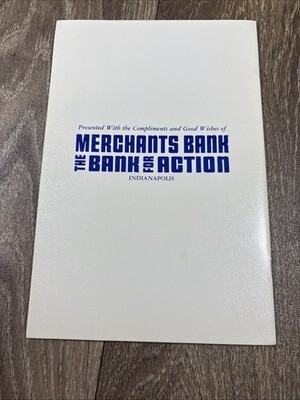 Presented With the Compliments and Good Wishes of
MERCHANTS BANK
THE BANK FOR ACTION
INDIANAPOLIS